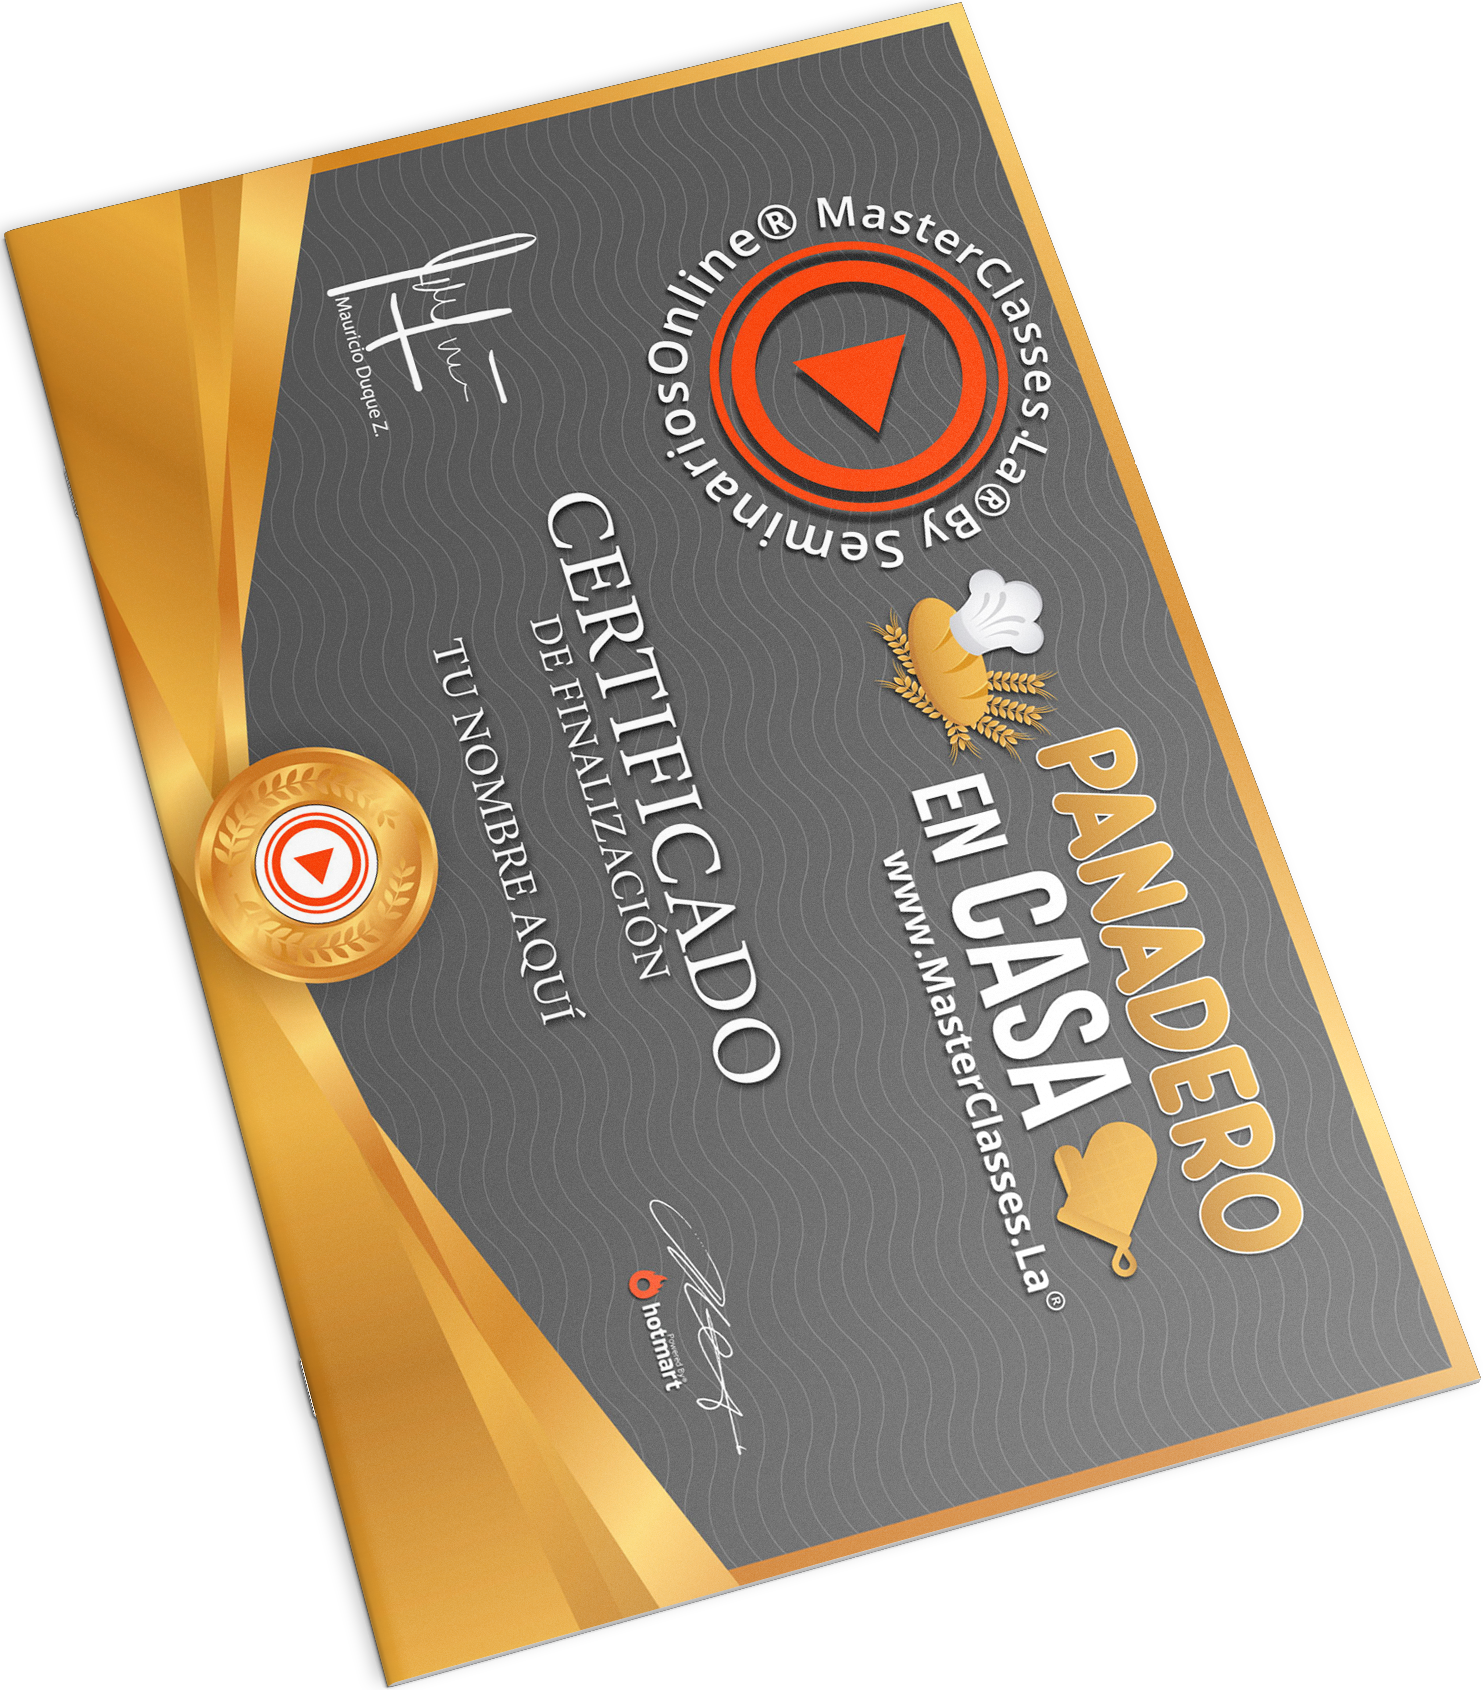 MasterClasses.La® By SeminariosOnline®
PANADERO
EN CASA
www.MasterClasses.La®
CERTIFICADO
DE FINALIZACIÓN
TU NOMBRE AQUÍ
Mauricio Duque Z.
Powered By
hotmart